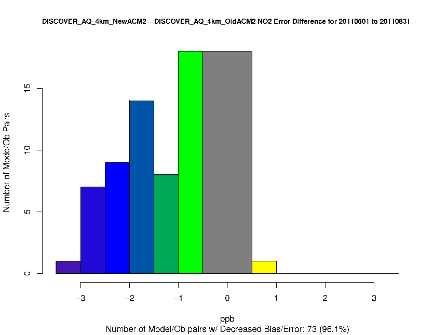 DISCOVER_AQ_4km_NewACM2 − DISCOVER_AQ_4km_OldACM2 NO2 Error Difference for 20110601 to 20110831
Number of Model/Ob Pairs
15
10
5
0
−3 −2 −1 0 1 2 3
ppb
Number of Model/Ob pairs w/ Decreased Bias/Error: 73 (96.1%)